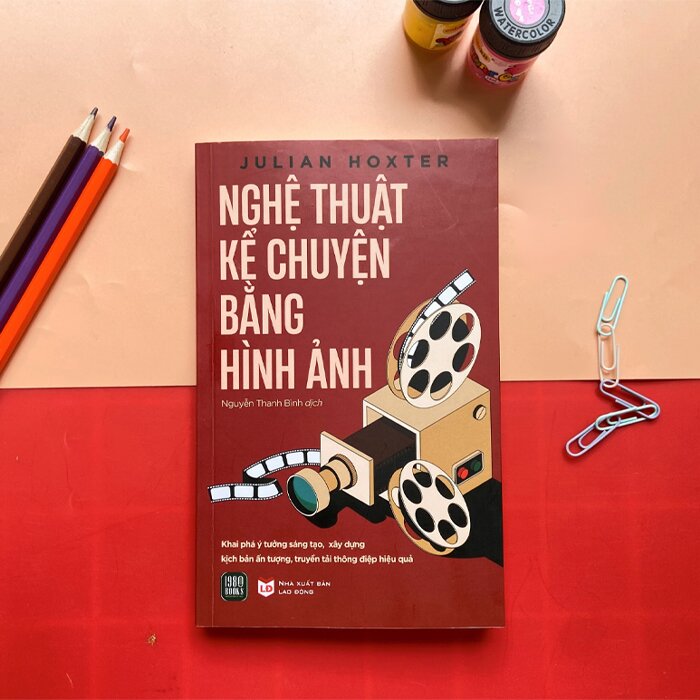 WATERCOLOR
JULIAN HOXTER
NGHỆ THUẬT
KỂ CHUYỆN
BẰNG
HÌNH ẢNH
Nguyễn Thanh Bình dịch
Khai phá ý tưởng sáng tạo, xây dựng
kịch bản ấn tượng, truyền tải thông điệp hiệu quả
1980
BOOKS
LĐ
NHÀ XUẤT BẢN
LAO ĐỘNG